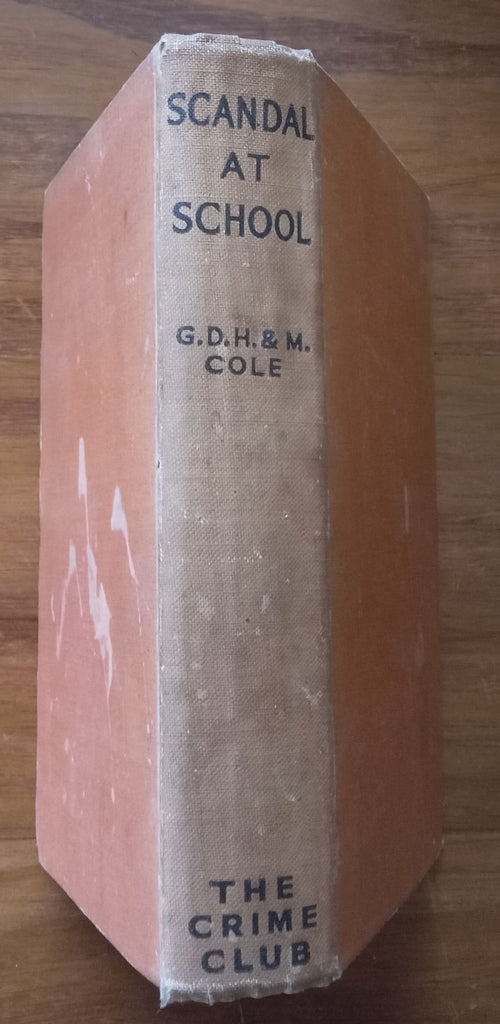 SCANDAL
AT
SCHOOL
G.D.H. & M.
COLE
THE
CRIME
CLUB